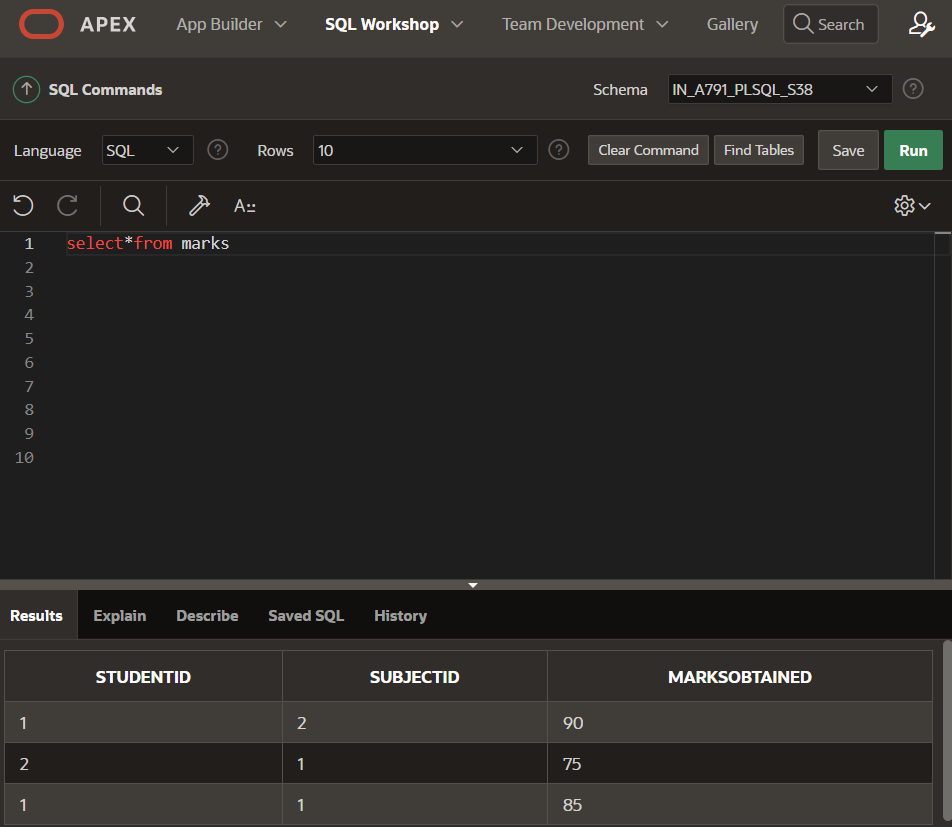 APEX App Builder SQL Workshop Team Development Gallery Search
SQL Commands Schema IN_A791_PLSQL_S38 ?
Language SQL ? Rows 10 ? Clear Command Find Tables Save Run
A::
1 select*from marks
2
3
4
5
6
7
8
9
10
Results Explain Describe Saved SQL History
STUDENTID SUBJECTID MARKSOBTAINED
1 2 90
2 1 75
1 1 85